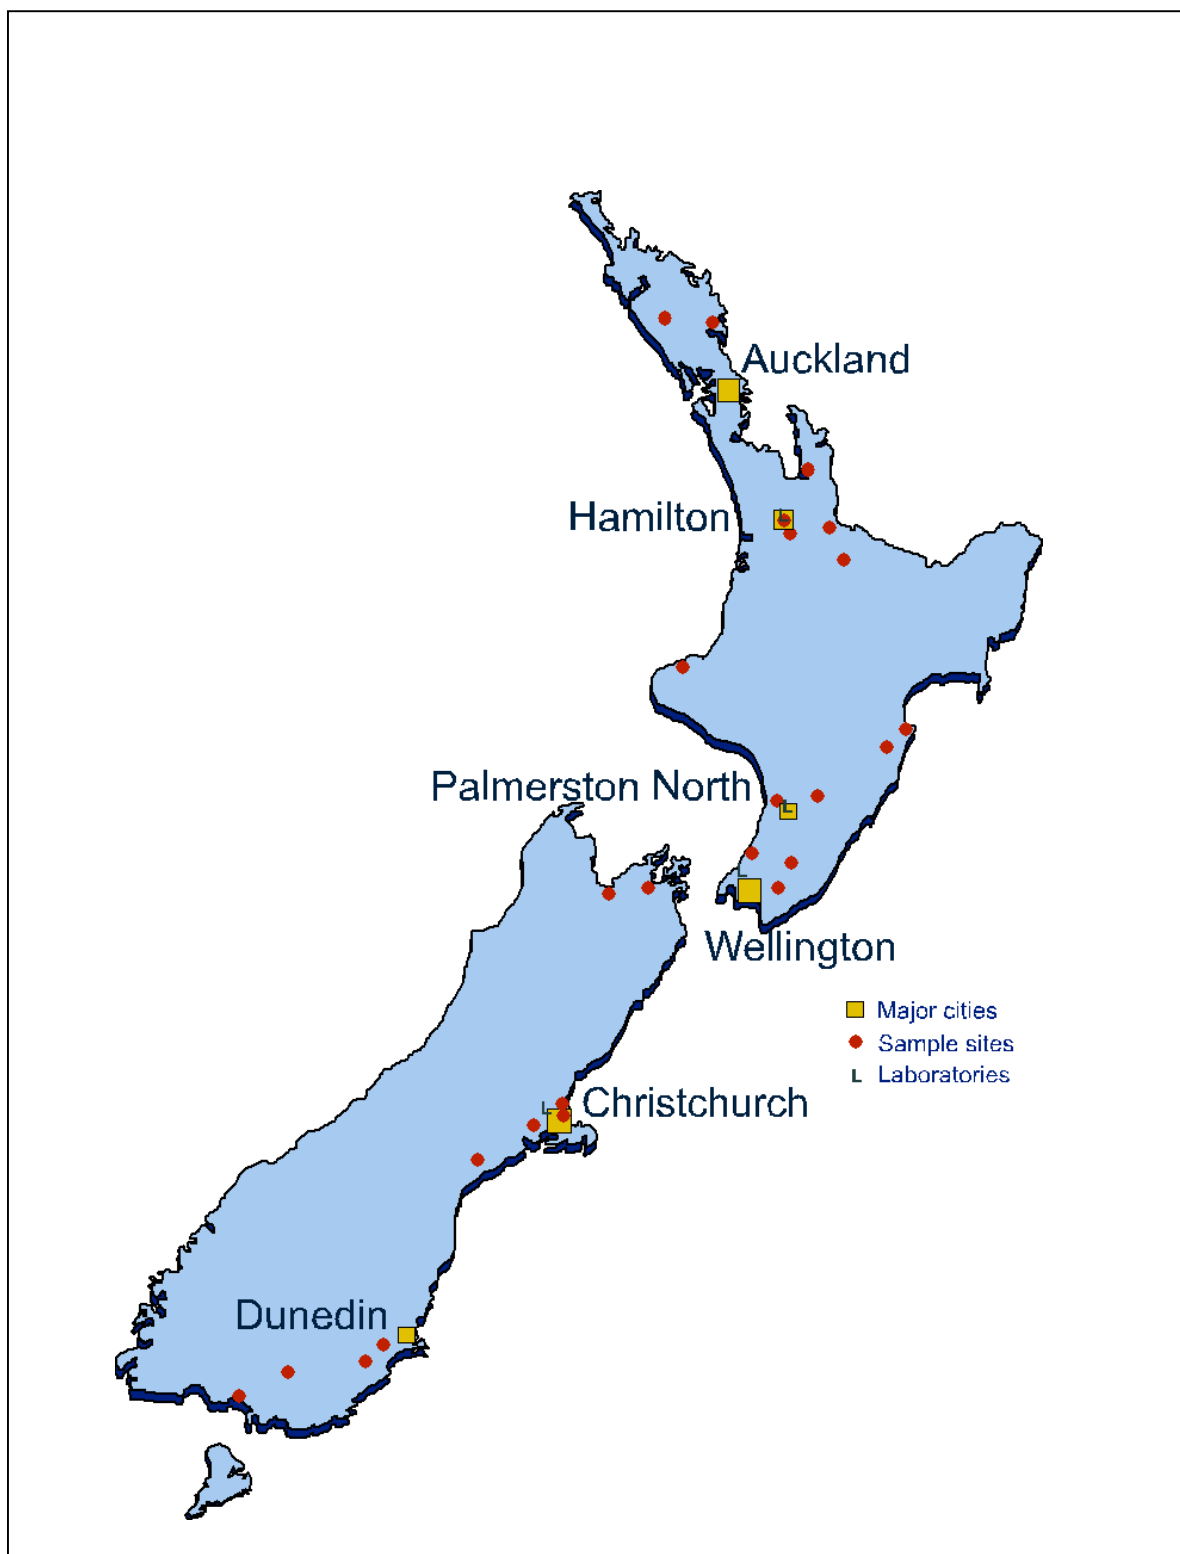 Auckland
Hamilton
L
Palmerston North
L
L
Wellington
Major cities
Sample sites
L Laboratories
L
Christchurch
Dunedin